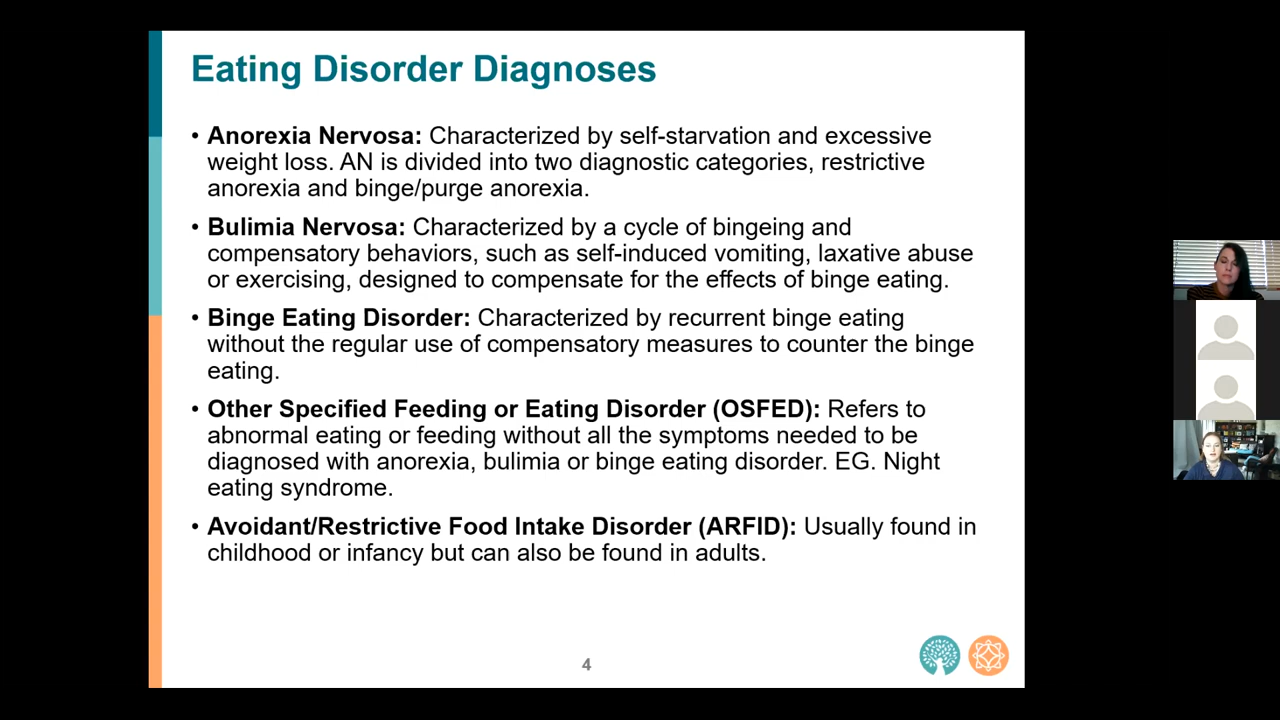 Eating Disorder Diagnoses
• Anorexia Nervosa: Characterized by self-starvation and excessive
weight loss. AN is divided into two diagnostic categories, restrictive
anorexia and binge/purge anorexia.
• Bulimia Nervosa: Characterized by a cycle of bingeing and
compensatory behaviors, such as self-induced vomiting, laxative abuse
or exercising, designed to compensate for the effects of binge eating.
• Binge Eating Disorder: Characterized by recurrent binge eating
without the regular use of compensatory measures to counter the binge
eating.
• Other Specified Feeding or Eating Disorder (OSFED): Refers to
abnormal eating or feeding without all the symptoms needed to be
diagnosed with anorexia, bulimia or binge eating disorder. EG. Night
eating syndrome.
• Avoidant/Restrictive Food Intake Disorder (ARFID): Usually found in
childhood or infancy but can also be found in adults.
4